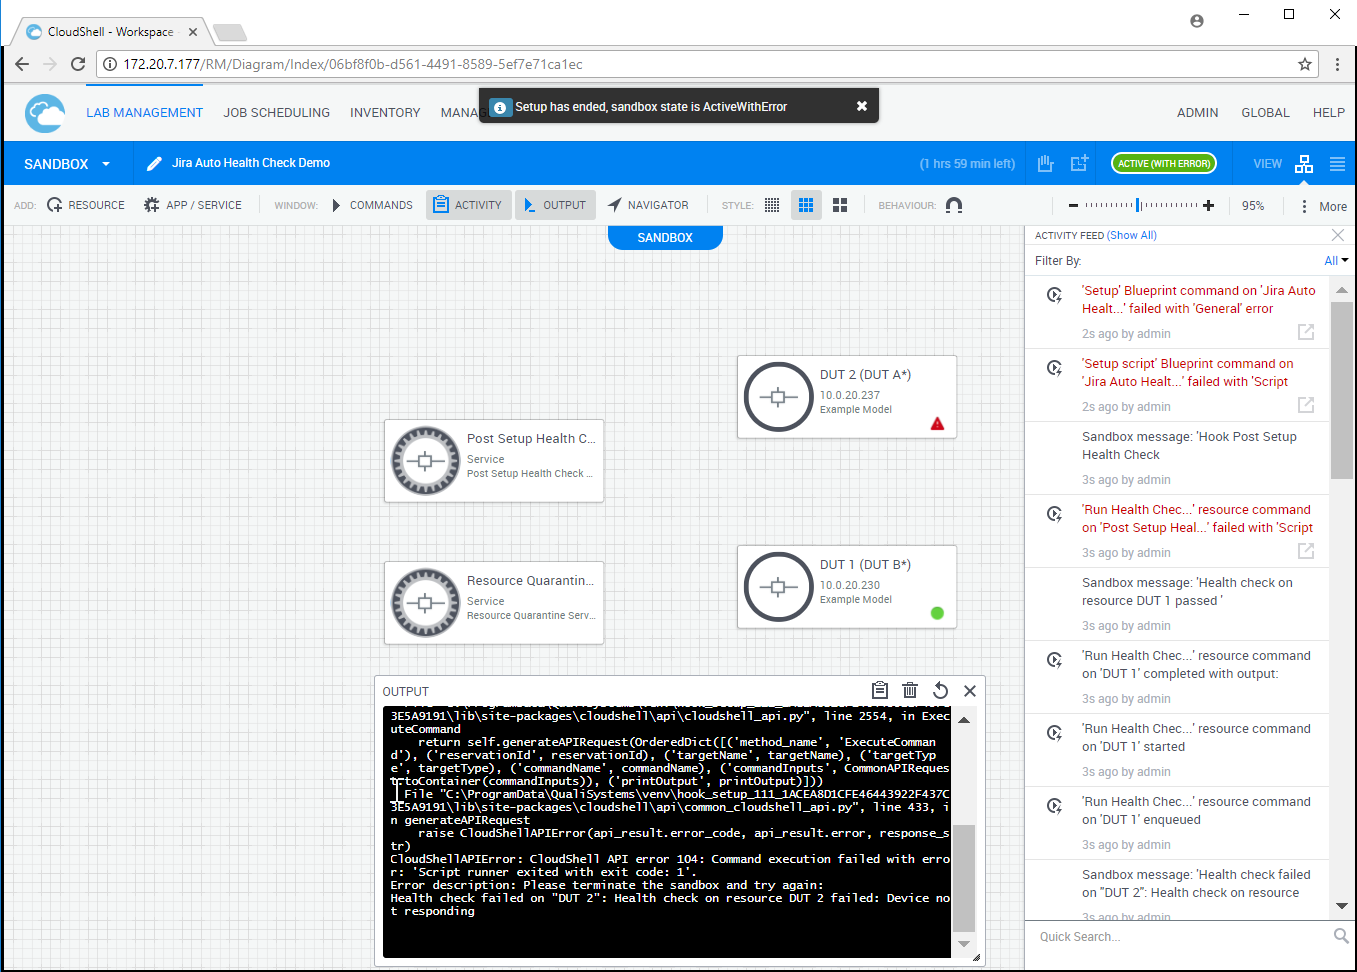 CloudShell - Workspace
172.20.7.177/RM/Diagram/Index/06bf8f0b-d561-4491-8589-5ef7e71ca1ec
LAB MANAGEMENT JOB SCHEDULING INVENTORY MANAG
Setup has ended, sandbox state is ActiveWithError
ADMIN GLOBAL HELP
SANDBOX Jira Auto Health Check Demo (1 hrs 59 min left) ACTIVE (WITH ERROR) VIEW
ADD: RESOURCE APP / SERVICE WINDOW: COMMANDS ACTIVITY OUTPUT NAVIGATOR STYLE: BEHAVIOUR: 95% More
SANDBOX
DUT 2 (DUT A*)
10.0.20.237
Example Model
Post Setup Health C...
Service
Post Setup Health Check ...
DUT 1 (DUT B*)
10.0.20.230
Example Model
Resource Quarantin...
Service
Resource Quarantine Serv...
OUTPUT
3E5A9191\lib\site-packages\cloudshell\api\cloudshell_api.py", line 2554, in Exec
uteCommand
return self.generateAPIRequest(OrderedDict([('method_name', 'ExecuteComman
d'), ('reservationId', reservationId), ('targetName', targetName), ('targetTyp
e', targetType), ('commandName', commandName), ('commandInputs', CommonAPIReques
ttoContainer(commandInputs)), ('printOutput', printOutput)]))
File "C:\ProgramData\QualiSystems\venv\hook_setup_111_1ACEA8D1CFE46443922F437C
3E5A9191\lib\site-packages\cloudshell\api\common_cloudshell_api.py", line 433, i
n generateAPIRequest
raise CloudShellAPIError(api_result.error_code, api_result.error, response_s
tr)
CloudShellAPIError: CloudShell API error 104: Command execution failed with erro
r: 'Script runner exited with exit code: 1'.
Error description: Please terminate the sandbox and try again:
Health check failed on "DUT 2": Health check on resource DUT 2 failed: Device no
t responding
ACTIVITY FEED (Show All)
Filter By: All
'Setup' Blueprint command on 'Jira Auto
Healt...' failed with 'General' error
2s ago by admin
'Setup script' Blueprint command on
'Jira Auto Healt...' failed with 'Script
2s ago by admin
Sandbox message: 'Hook Post Setup
Health Check
3s ago by admin
'Run Health Chec...' resource command
on 'Post Setup Heal...' failed with 'Script
3s ago by admin
Sandbox message: 'Health check on
resource DUT 1 passed '
3s ago by admin
'Run Health Chec...' resource command
on 'DUT 1' completed with output:
3s ago by admin
'Run Health Chec...' resource command
on 'DUT 1' started
3s ago by admin
'Run Health Chec...' resource command
on 'DUT 1' enqueued
3s ago by admin
Sandbox message: 'Health check failed
on "DUT 2": Health check on resource
3s ago by admin
Quick Search...